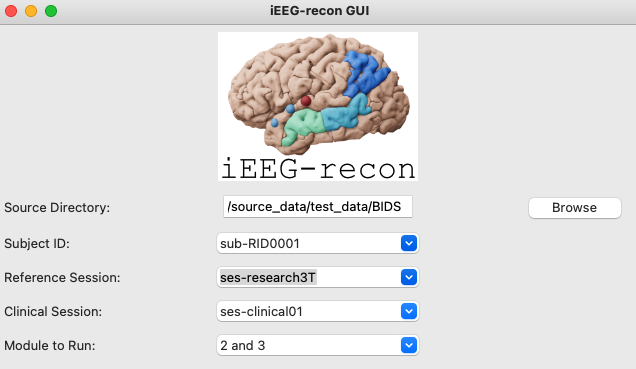 iEEG-recon GUI
iEEG-recon
Source Directory: /source_data/test_data/BIDS Browse
Subject ID: sub-RID0001
Reference Session: ses-research3T
Clinical Session: ses-clinical01
Module to Run: 2 and 3